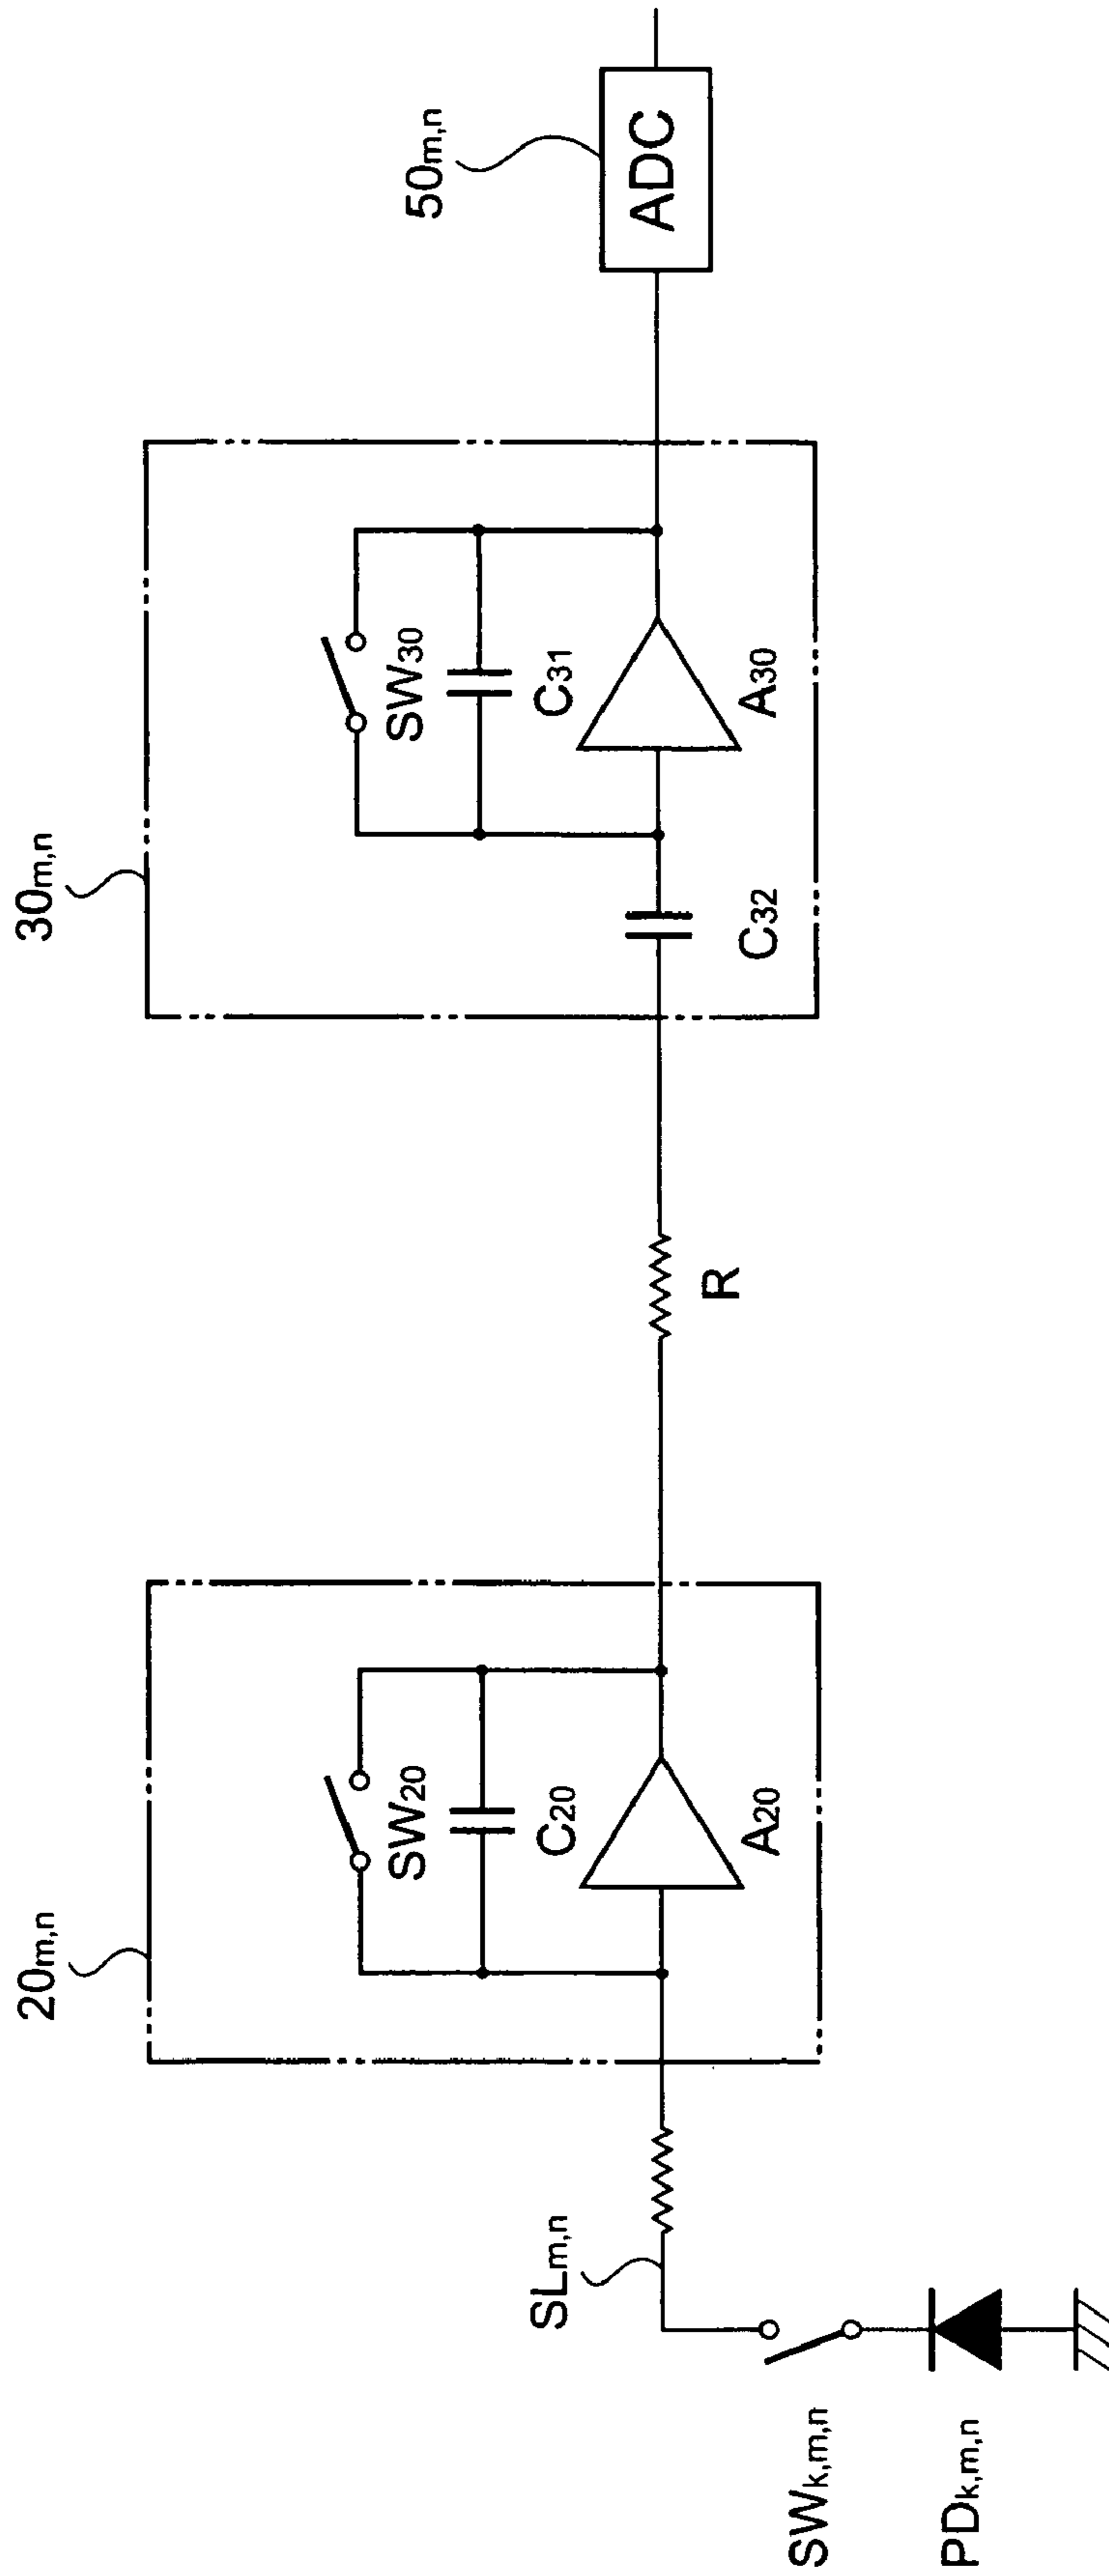 20m,n
30m,n
50m,n
SW20
SW30
C20
C31
SLm,n
A20
R
C32
A30
ADC
SWk,m,n
PDk,m,n